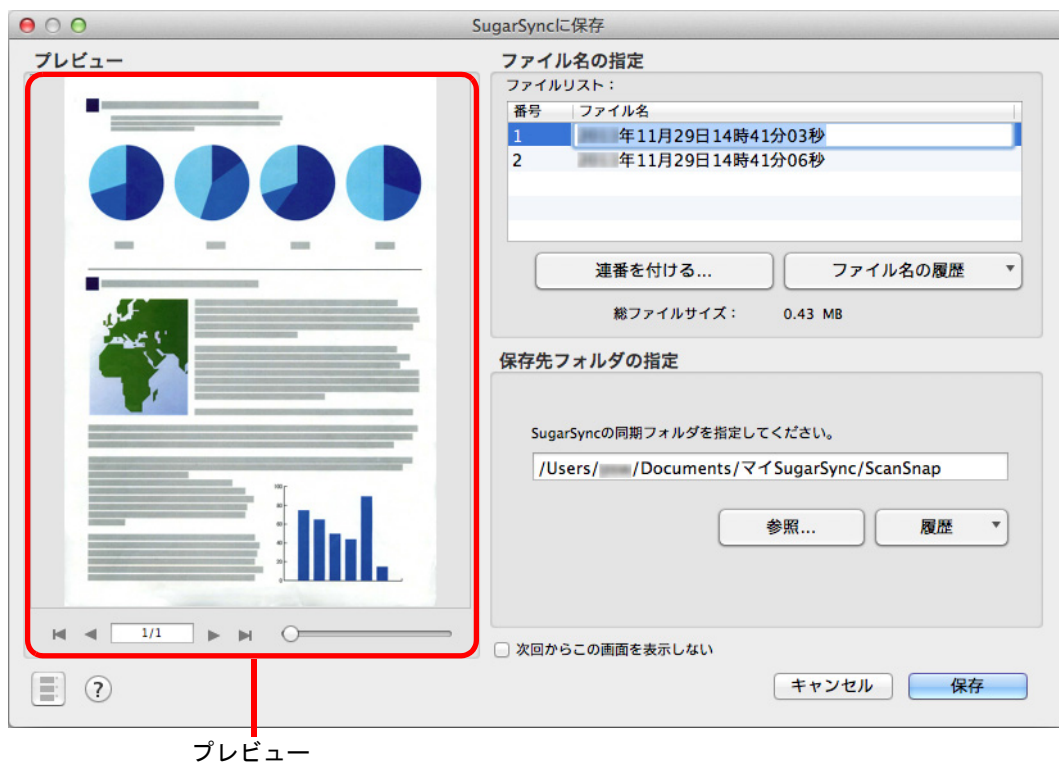 SugarSyncに保存
プレビュー
ファイル名の指定
ファイルリスト：
番号 ファイル名
1 年11月29日14時41分03秒
2 年11月29日14時41分06秒
連番を付ける... ファイル名の履歴
総ファイルサイズ： 0.43 MB
保存先フォルダの指定
SugarSyncの同期フォルダを指定してください。
/Users/ /Documents/マイSugarSync/ScanSnap
参照... 履歴
100
80
60
40
20
0
1/1
次回からこの画面を表示しない
?
キャンセル 保存
プレビュー